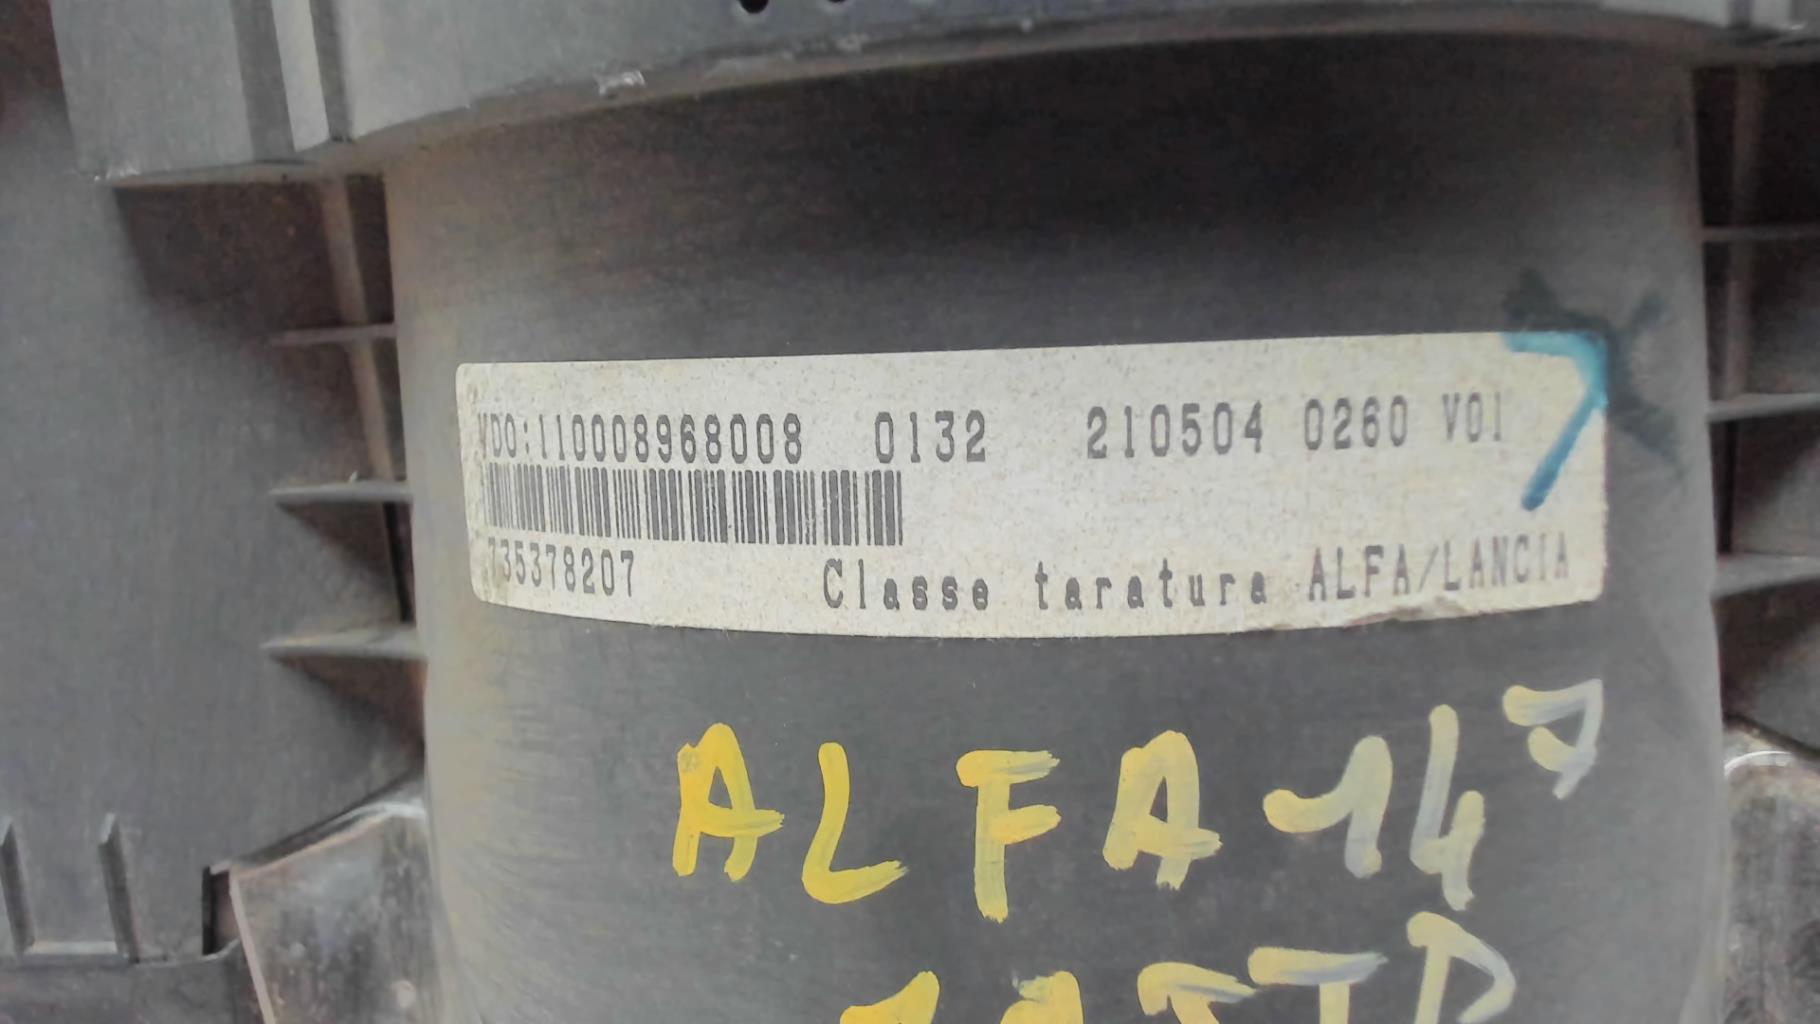 VDO:110008968008 0132 210504 0260 V01
735378207 Classe taratura ALFA/LANCIA
ALFA 147